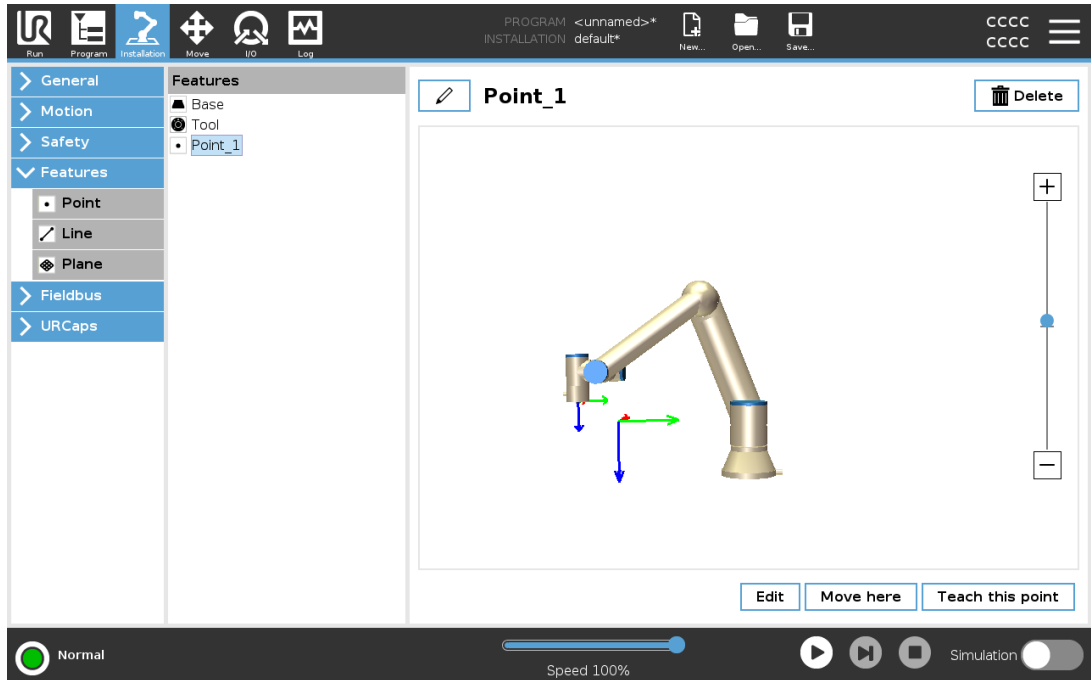 UR
Run
Program
Installation
Move
I/O
Log
PROGRAM <unnamed>*
INSTALLATION default*
New...
Open...
Save...
CCCC
CCCC
General
Motion
Safety
Features
Point
Line
Plane
Fieldbus
URCaps
Features
Base
Tool
Point_1
Point_1
Delete
+
−
Edit
Move here
Teach this point
Normal
Speed 100%
Simulation